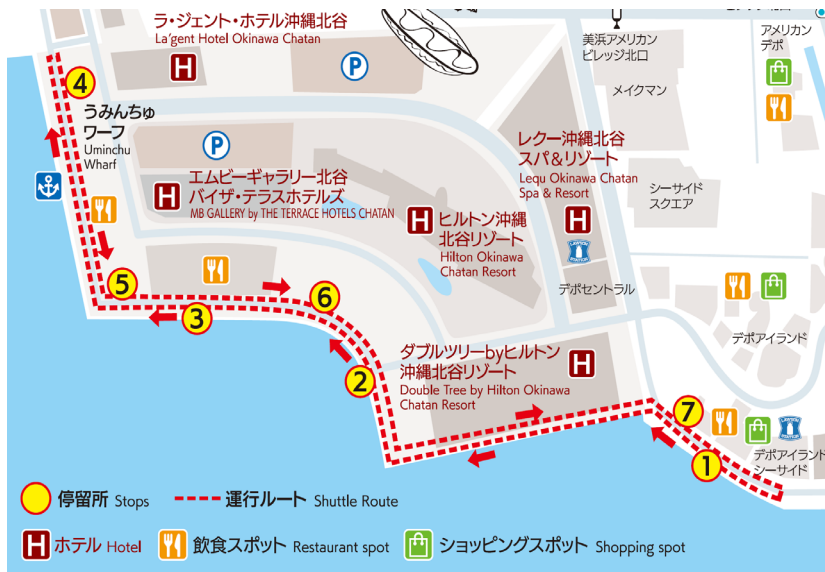 ラ・ジェント・ホテル沖縄北谷
La'gent Hotel Okinawa Chatan
H
P
美浜アメリカン
ビレッジ北口
アメリカン
デポ
メイクマン
4
うみんちゅ
ワーフ
Uminchu
Wharf
P
エムビーギャラリー北谷
バイザ・テラスホテルズ
MB GALLERY by THE TERRACE HOTELS CHATAN
H
レクー沖縄北谷
スパ&リゾート
Lequ Okinawa Chatan
Spa & Resort
H
LAWSON
STATION
シーサイド
スクエア
H
ヒルトン沖縄
北谷リゾート
Hilton Okinawa
Chatan Resort
デポセントラル
5
6
3
2
デポアイランド
ダブルツリーbyヒルトン
沖縄北谷リゾート
Double Tree by Hilton Okinawa
Chatan Resort
H
7
1
LAWSON
STATION
デポアイランド
シーサイド
停留所 Stops
運行ルート Shuttle Route
H ホテル Hotel
飲食スポット Restaurant spot
ショッピングスポット Shopping spot